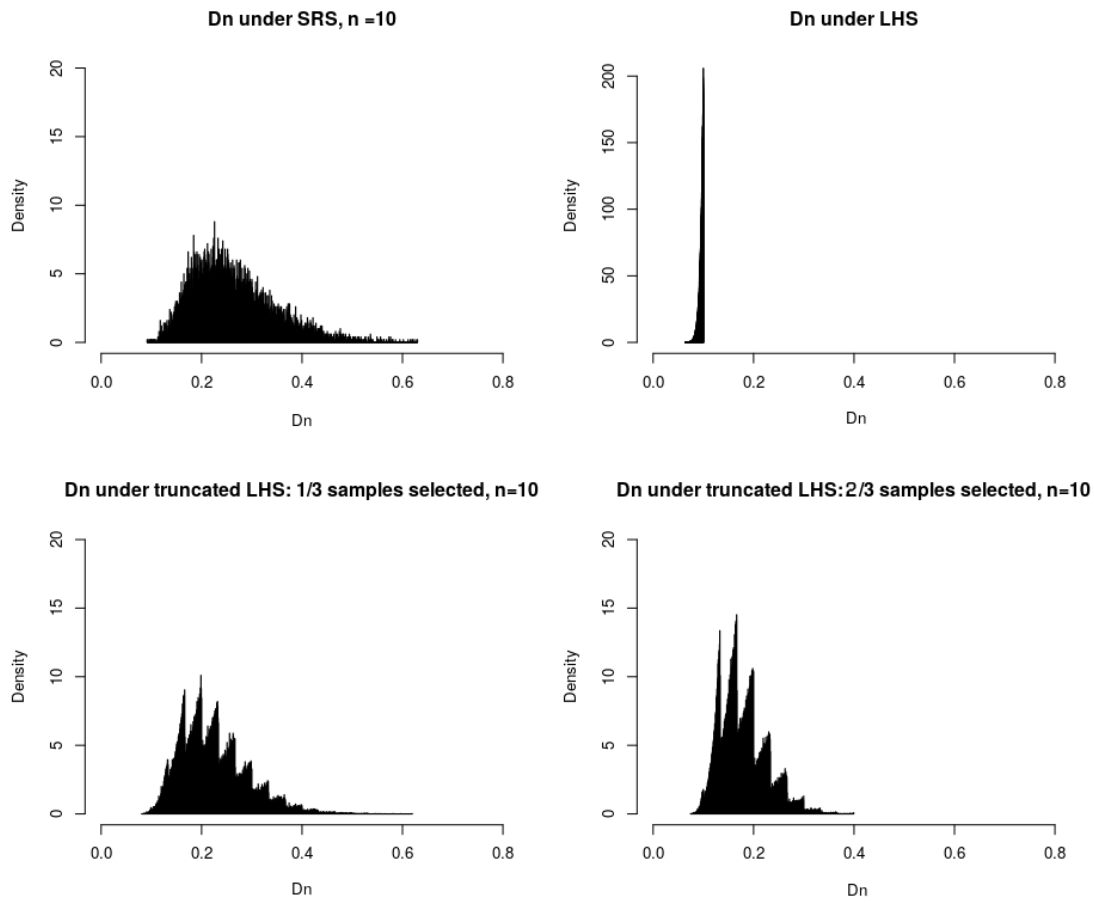 Dn under SRS, n =10
Density
20
15
10
5
0
0.0 0.2 0.4 0.6 0.8
Dn
Dn under LHS
Density
200
150
100
50
0
0.0 0.2 0.4 0.6 0.8
Dn
Dn under truncated LHS: 1/3 samples selected, n=10
Density
20
15
10
5
0
0.0 0.2 0.4 0.6 0.8
Dn
Dn under truncated LHS:2/3 samples selected, n=10
Density
20
15
10
5
0
0.0 0.2 0.4 0.6 0.8
Dn